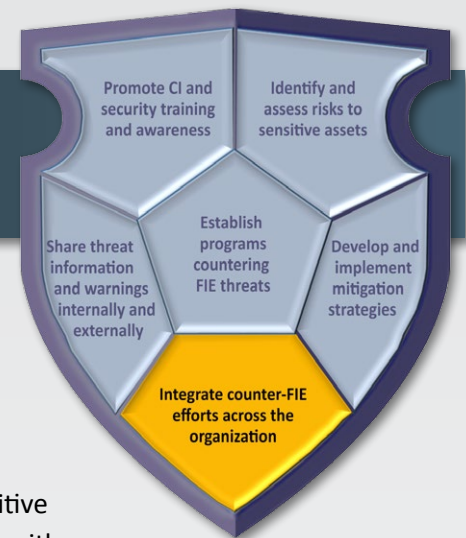 Promote CI and
security training
and awareness
Identify and
assess risks to
sensitive assets
Share threat
information
and warnings
internally and
externally
Establish
programs
countering
FIE threats
Develop and
implement
mitigation
strategies
Integrate counter-FIE
efforts across the
organization